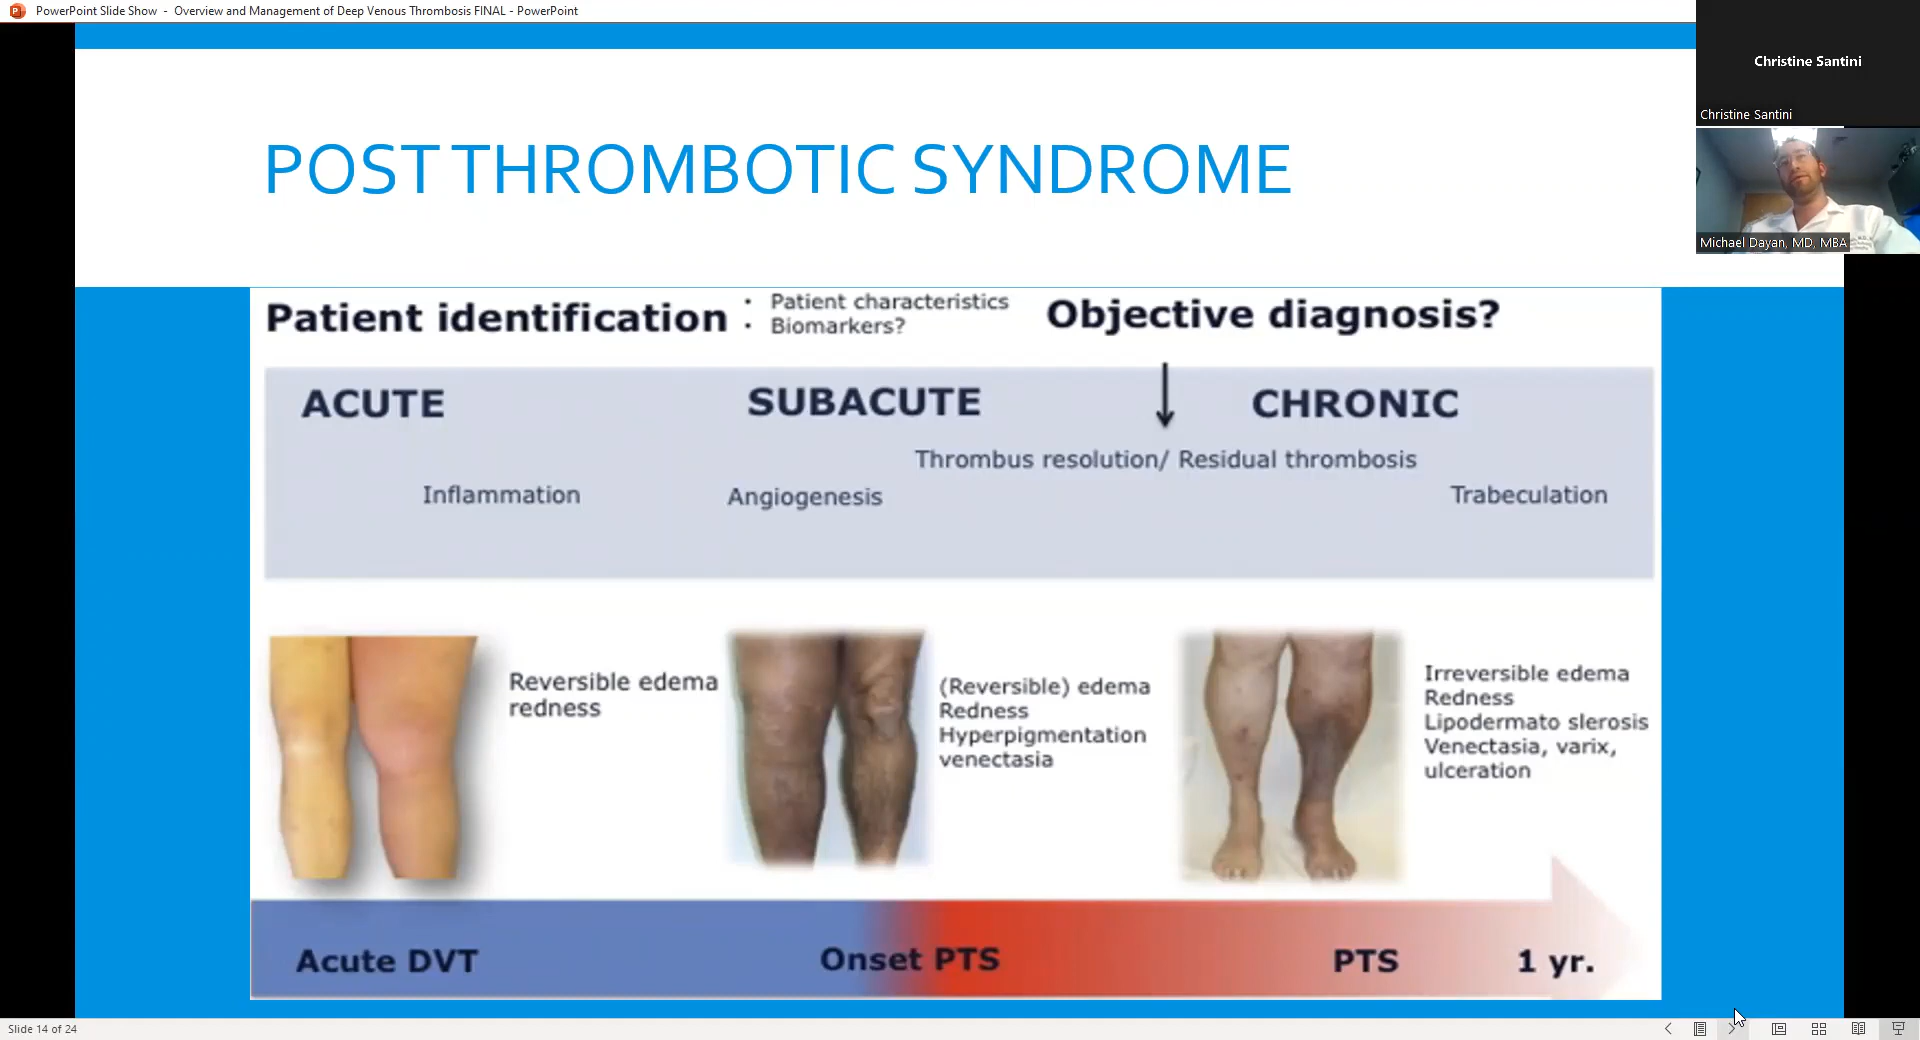 PowerPoint Slide Show - Overview and Management of Deep Venous Thrombosis FINAL - PowerPoint
Christine Santini
Christine Santini
Michael Dayan, MD, MBA
POST THROMBOTIC SYNDROME
Patient identification
• Patient characteristics
• Biomarkers?
Objective diagnosis?
ACUTE
SUBACUTE
CHRONIC
Thrombus resolution/ Residual thrombosis
Inflammation
Angiogenesis
Trabeculation
Reversible edema
redness
(Reversible) edema
Redness
Hyperpigmentation
venectasia
Irreversible edema
Redness
Lipodermato slerosis
Venectasia, varix,
ulceration
Acute DVT
Onset PTS
PTS
1 yr.
Slide 14 of 24